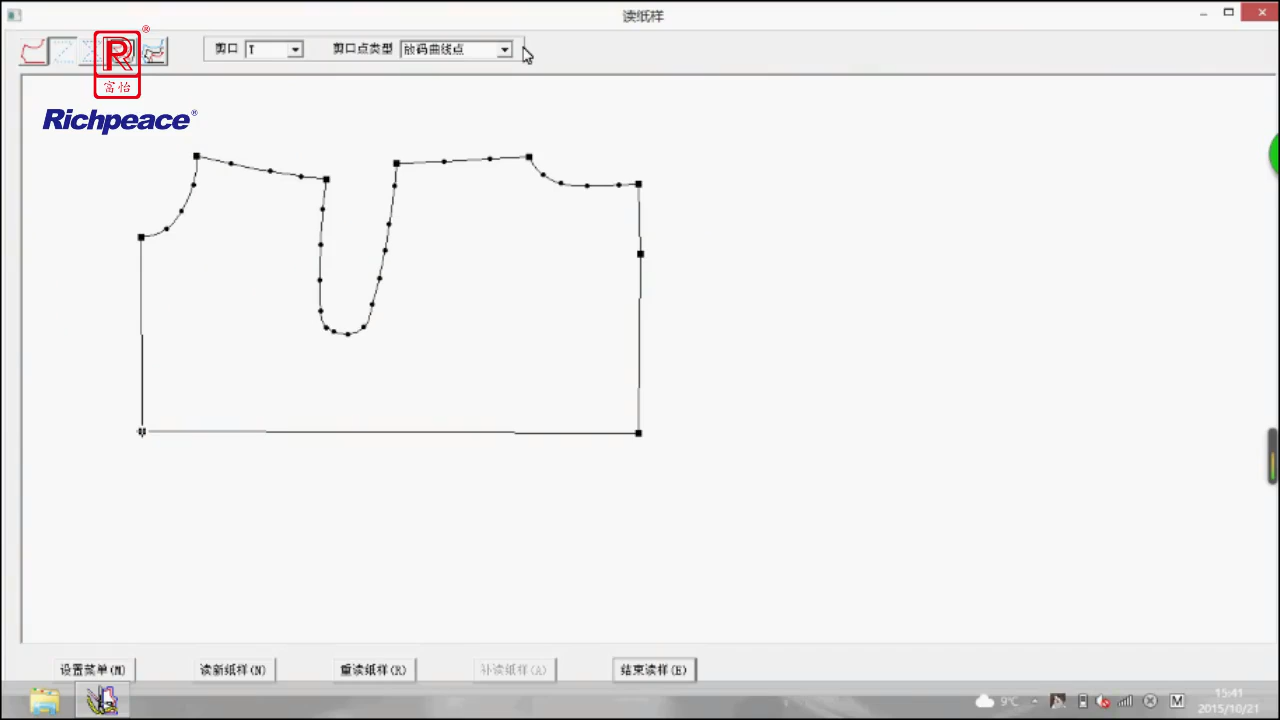 读纸样
剪口 T 剪口点类型 放码曲线点
R®
富怡
Richpeace®
设置菜单(M) 读新纸样(N) 重读纸样(R) 补读纸样(A) 结束读样(E)
9℃ M 15:41
2015/10/21